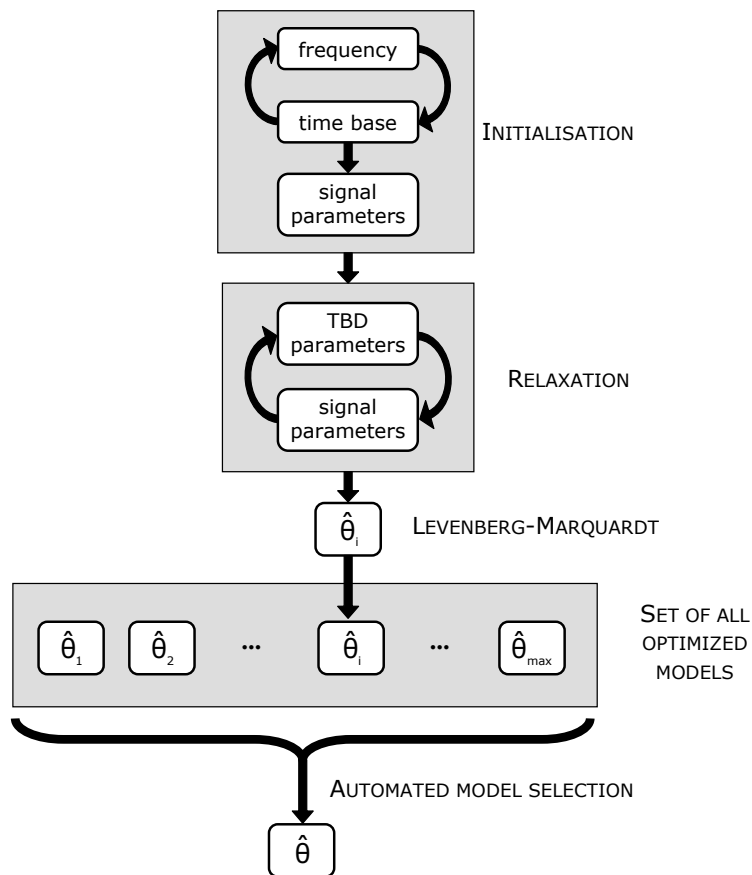 frequency
time base
INITIALISATION
signal
parameters
TBD
parameters
RELAXATION
signal
parameters
θ̂i
LEVENBERG-MARQUARDT
θ̂1 θ̂2 ... θ̂i ... θ̂max
SET OF ALL
OPTIMIZED
MODELS
AUTOMATED MODEL SELECTION
θ̂